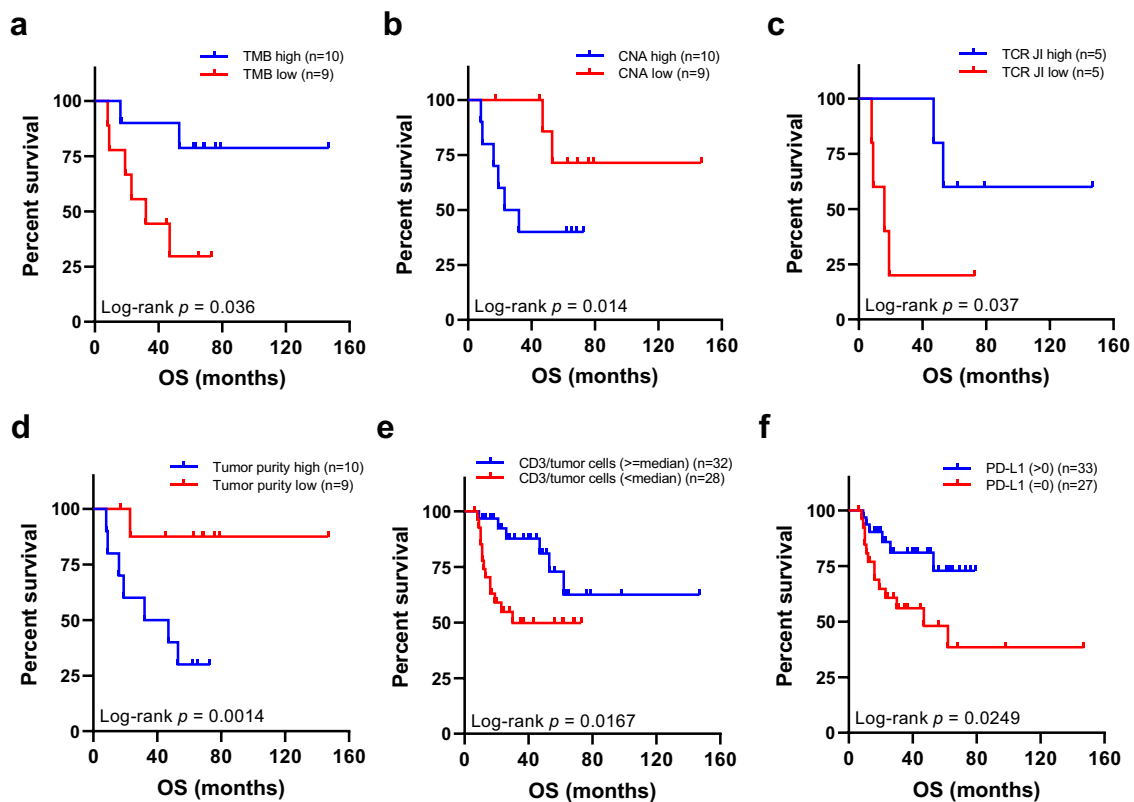 a
TMB high (n=10)
TMB low (n=9)
100
75
50
25
0
Percent survival
Log-rank p = 0.036
0 40 80 120 160
OS (months)
b
CNA high (n=10)
CNA low (n=9)
100
75
50
25
0
Percent survival
Log-rank p = 0.014
0 40 80 120 160
OS (months)
c
TCR JI high (n=5)
TCR JI low (n=5)
100
75
50
25
0
Percent survival
Log-rank p = 0.037
0 40 80 120 160
OS (months)
d
Tumor purity high (n=10)
Tumor purity low (n=9)
100
75
50
25
0
Percent survival
Log-rank p = 0.0014
0 40 80 120 160
OS (months)
e
CD3/tumor cells (>=median) (n=32)
CD3/tumor cells (<median) (n=28)
100
75
50
25
0
Percent survival
Log-rank p = 0.0167
0 40 80 120 160
OS (months)
f
PD-L1 (>0) (n=33)
PD-L1 (=0) (n=27)
100
75
50
25
0
Percent survival
Log-rank p = 0.0249
0 40 80 120 160
OS (months)